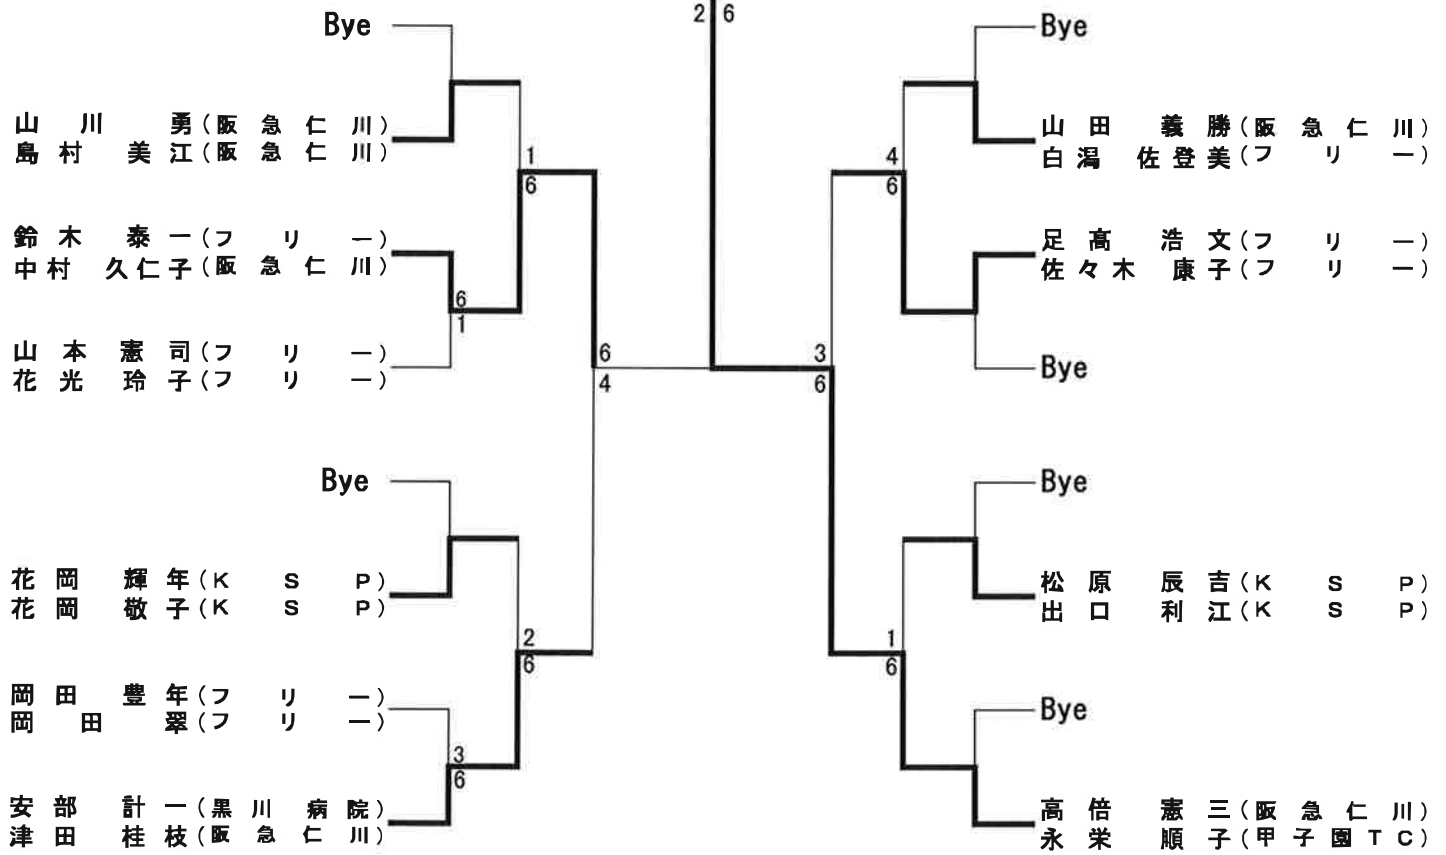 2 6
Bye
山川 勇(阪急仁川)
島村 美江(阪急仁川)
1
6
鈴木 泰一(フリー)
中村 久仁子(阪急仁川)
6
1
山本 憲司(フリー)
花光 玲子(フリー)
6
4
Bye
花岡 輝年(KSP)
花岡 敬子(KSP)
2
6
岡田 豊年(フリー)
岡田 翠(フリー)
3
6
安部 計一(黒川病院)
津田 桂枝(阪急仁川)
Bye
山田 義勝(阪急仁川)
白潟 佐登美(フリー)
4
6
足髙 浩文(フリー)
佐々木 康子(フリー)
Bye
3
6
Bye
松原 辰吉(KSP)
出口 利江(KSP)
1
6
Bye
高倍 憲三(阪急仁川)
永栄 順子(甲子園TC)